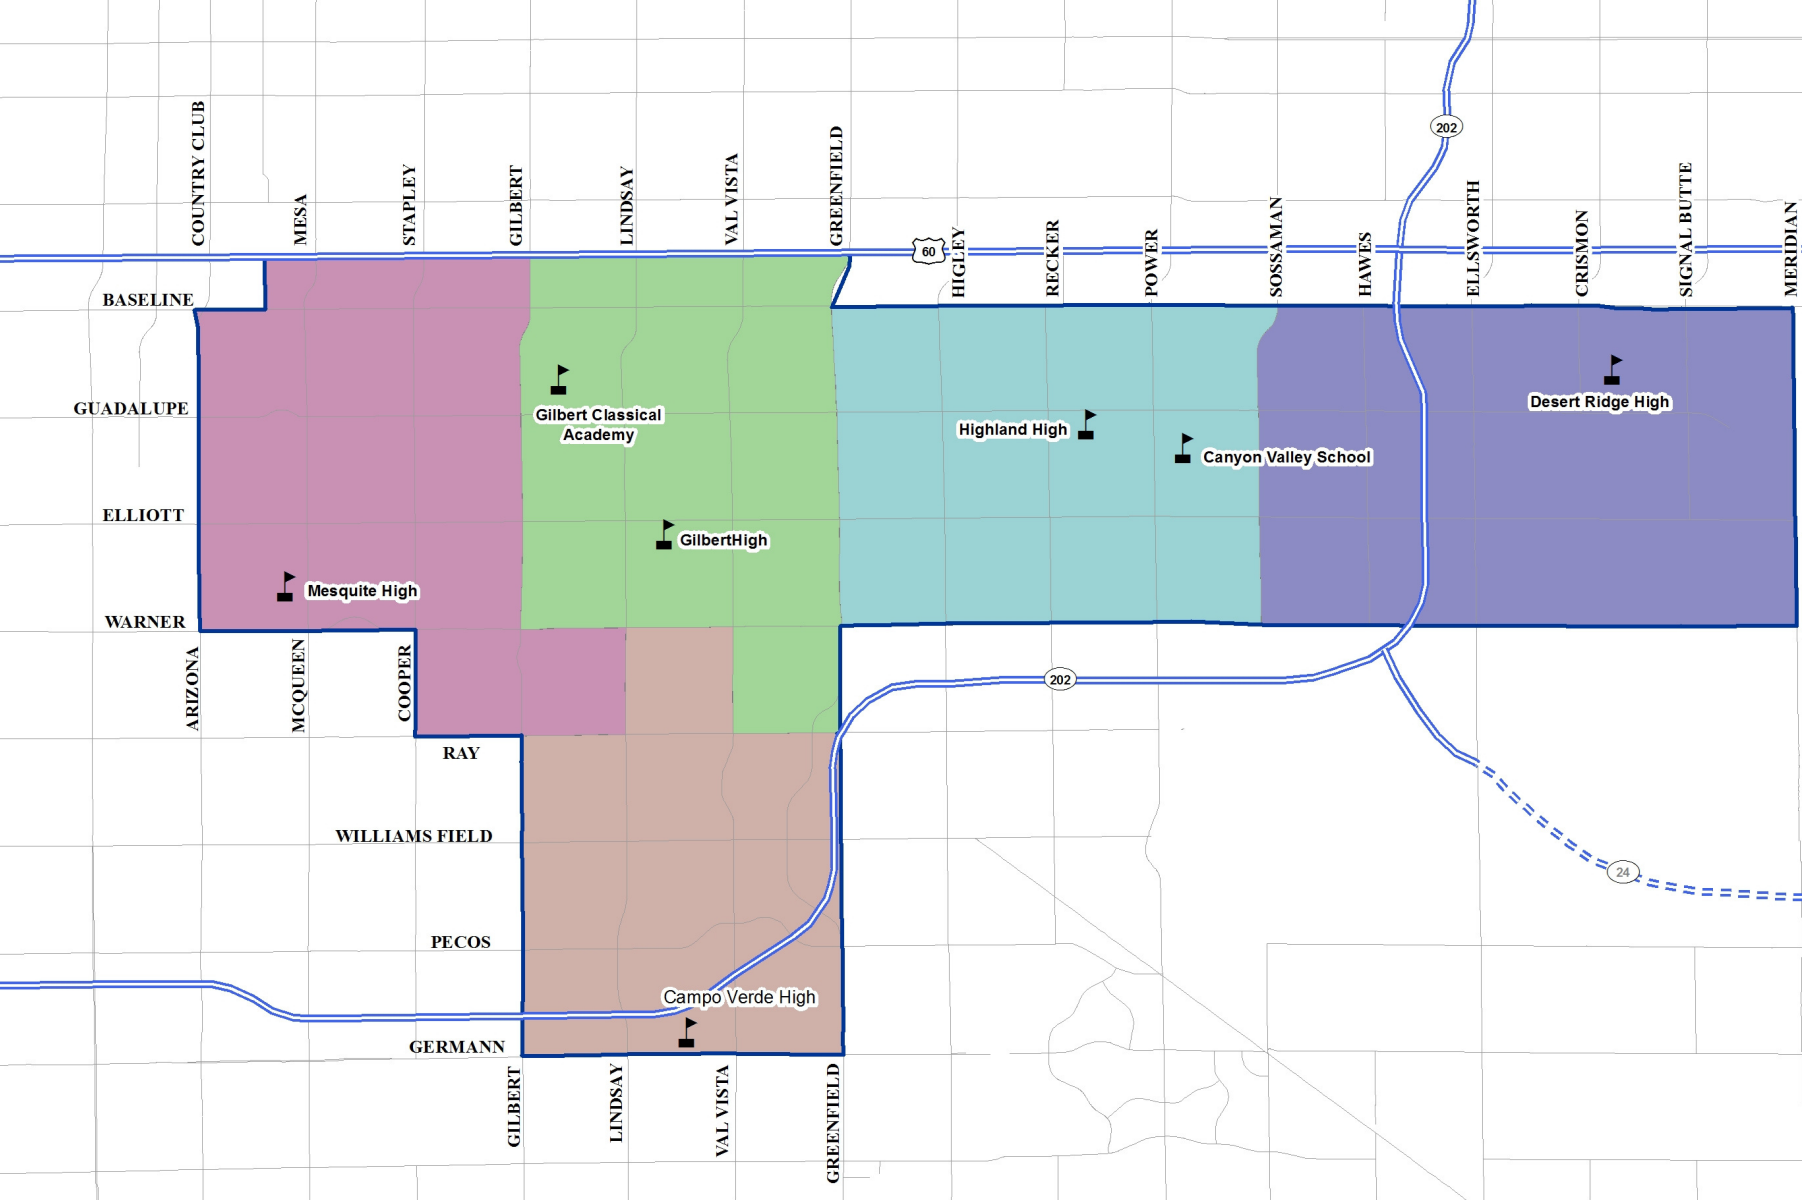 202
COUNTRY CLUB
MESA
STAPLEY
GILBERT
LINDSAY
VAL VISTA
GREENFIELD
60
HIGLEY
RECKER
POWER
SOSSAMAN
HAWES
ELLSWORTH
CRISMON
SIGNAL BUTTE
MERIDIAN
BASELINE
GUADALUPE
ELLIOTT
WARNER
Gilbert Classical
Academy
Highland High
Canyon Valley School
Desert Ridge High
GilbertHigh
Mesquite High
ARIZONA
MCQUEEN
COOPER
202
RAY
WILLIAMS FIELD
24
PECOS
Campo Verde High
GERMANN
GILBERT
LINDSAY
VAL VISTA
GREENFIELD